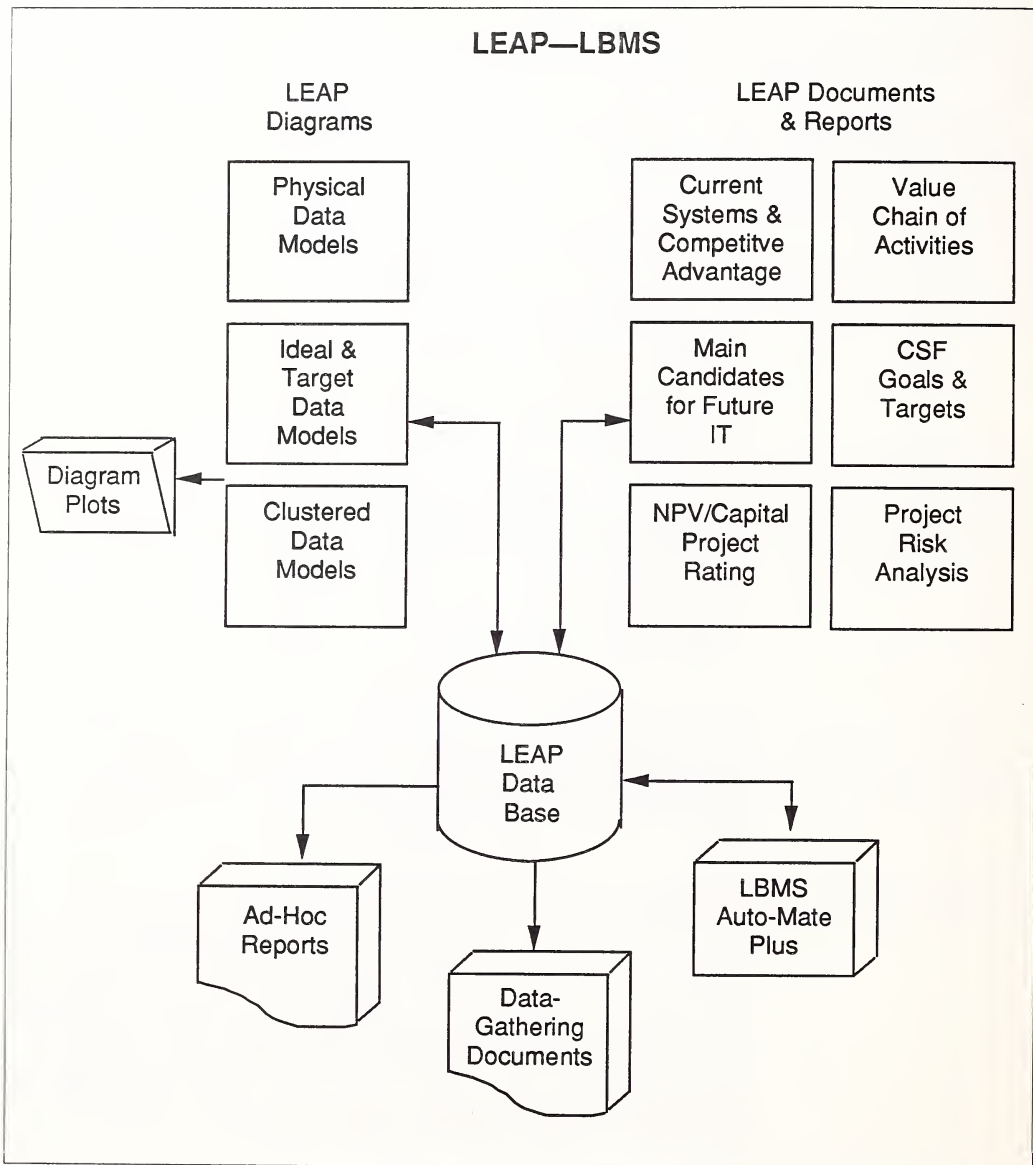 LEAP—LBMS
LEAP
Diagrams
LEAP Documents
& Reports
Physical
Data
Models
Current
Systems &
Competitve
Advantage
Value
Chain of
Activities
Ideal &
Target
Data
Models
Main
Candidates
for Future
IT
CSF
Goals &
Targets
Diagram
Plots
Clustered
Data
Models
NPV/Capital
Project
Rating
Project
Risk
Analysis
LEAP
Data
Base
Ad-Hoc
Reports
Data-
Gathering
Documents
LBMS
Auto-Mate
Plus